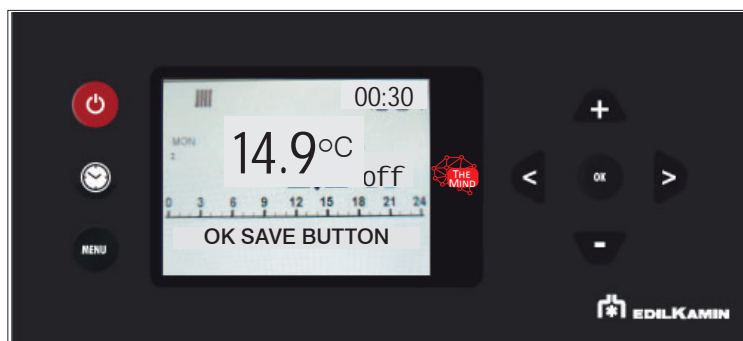 00:30
MON
14.9°C
off
THE
MIND
OK
0 3 6 9 12 15 18 21 24
OK SAVE BUTTON
MENU
EDILKAMIN